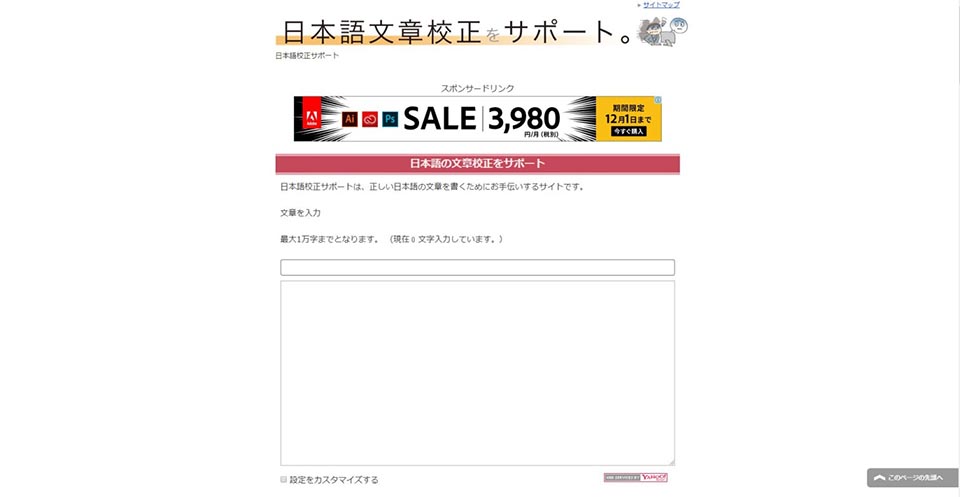 サイトマップ
日本語文章校正をサポート。
日本語校正サポート
スポンサードリンク
Adobe
Ai Ps SALE 3,980
円/月 (税別)
期間限定
12月1日まで
今すぐ購入
日本語の文章校正をサポート
日本語校正サポートは、正しい日本語の文章を書くためにお手伝いするサイトです。
文章を入力
最大1万字までとなります。 （現在 0 文字入力しています。）
設定をカスタマイズする
YAHOO!
このページの先頭へ